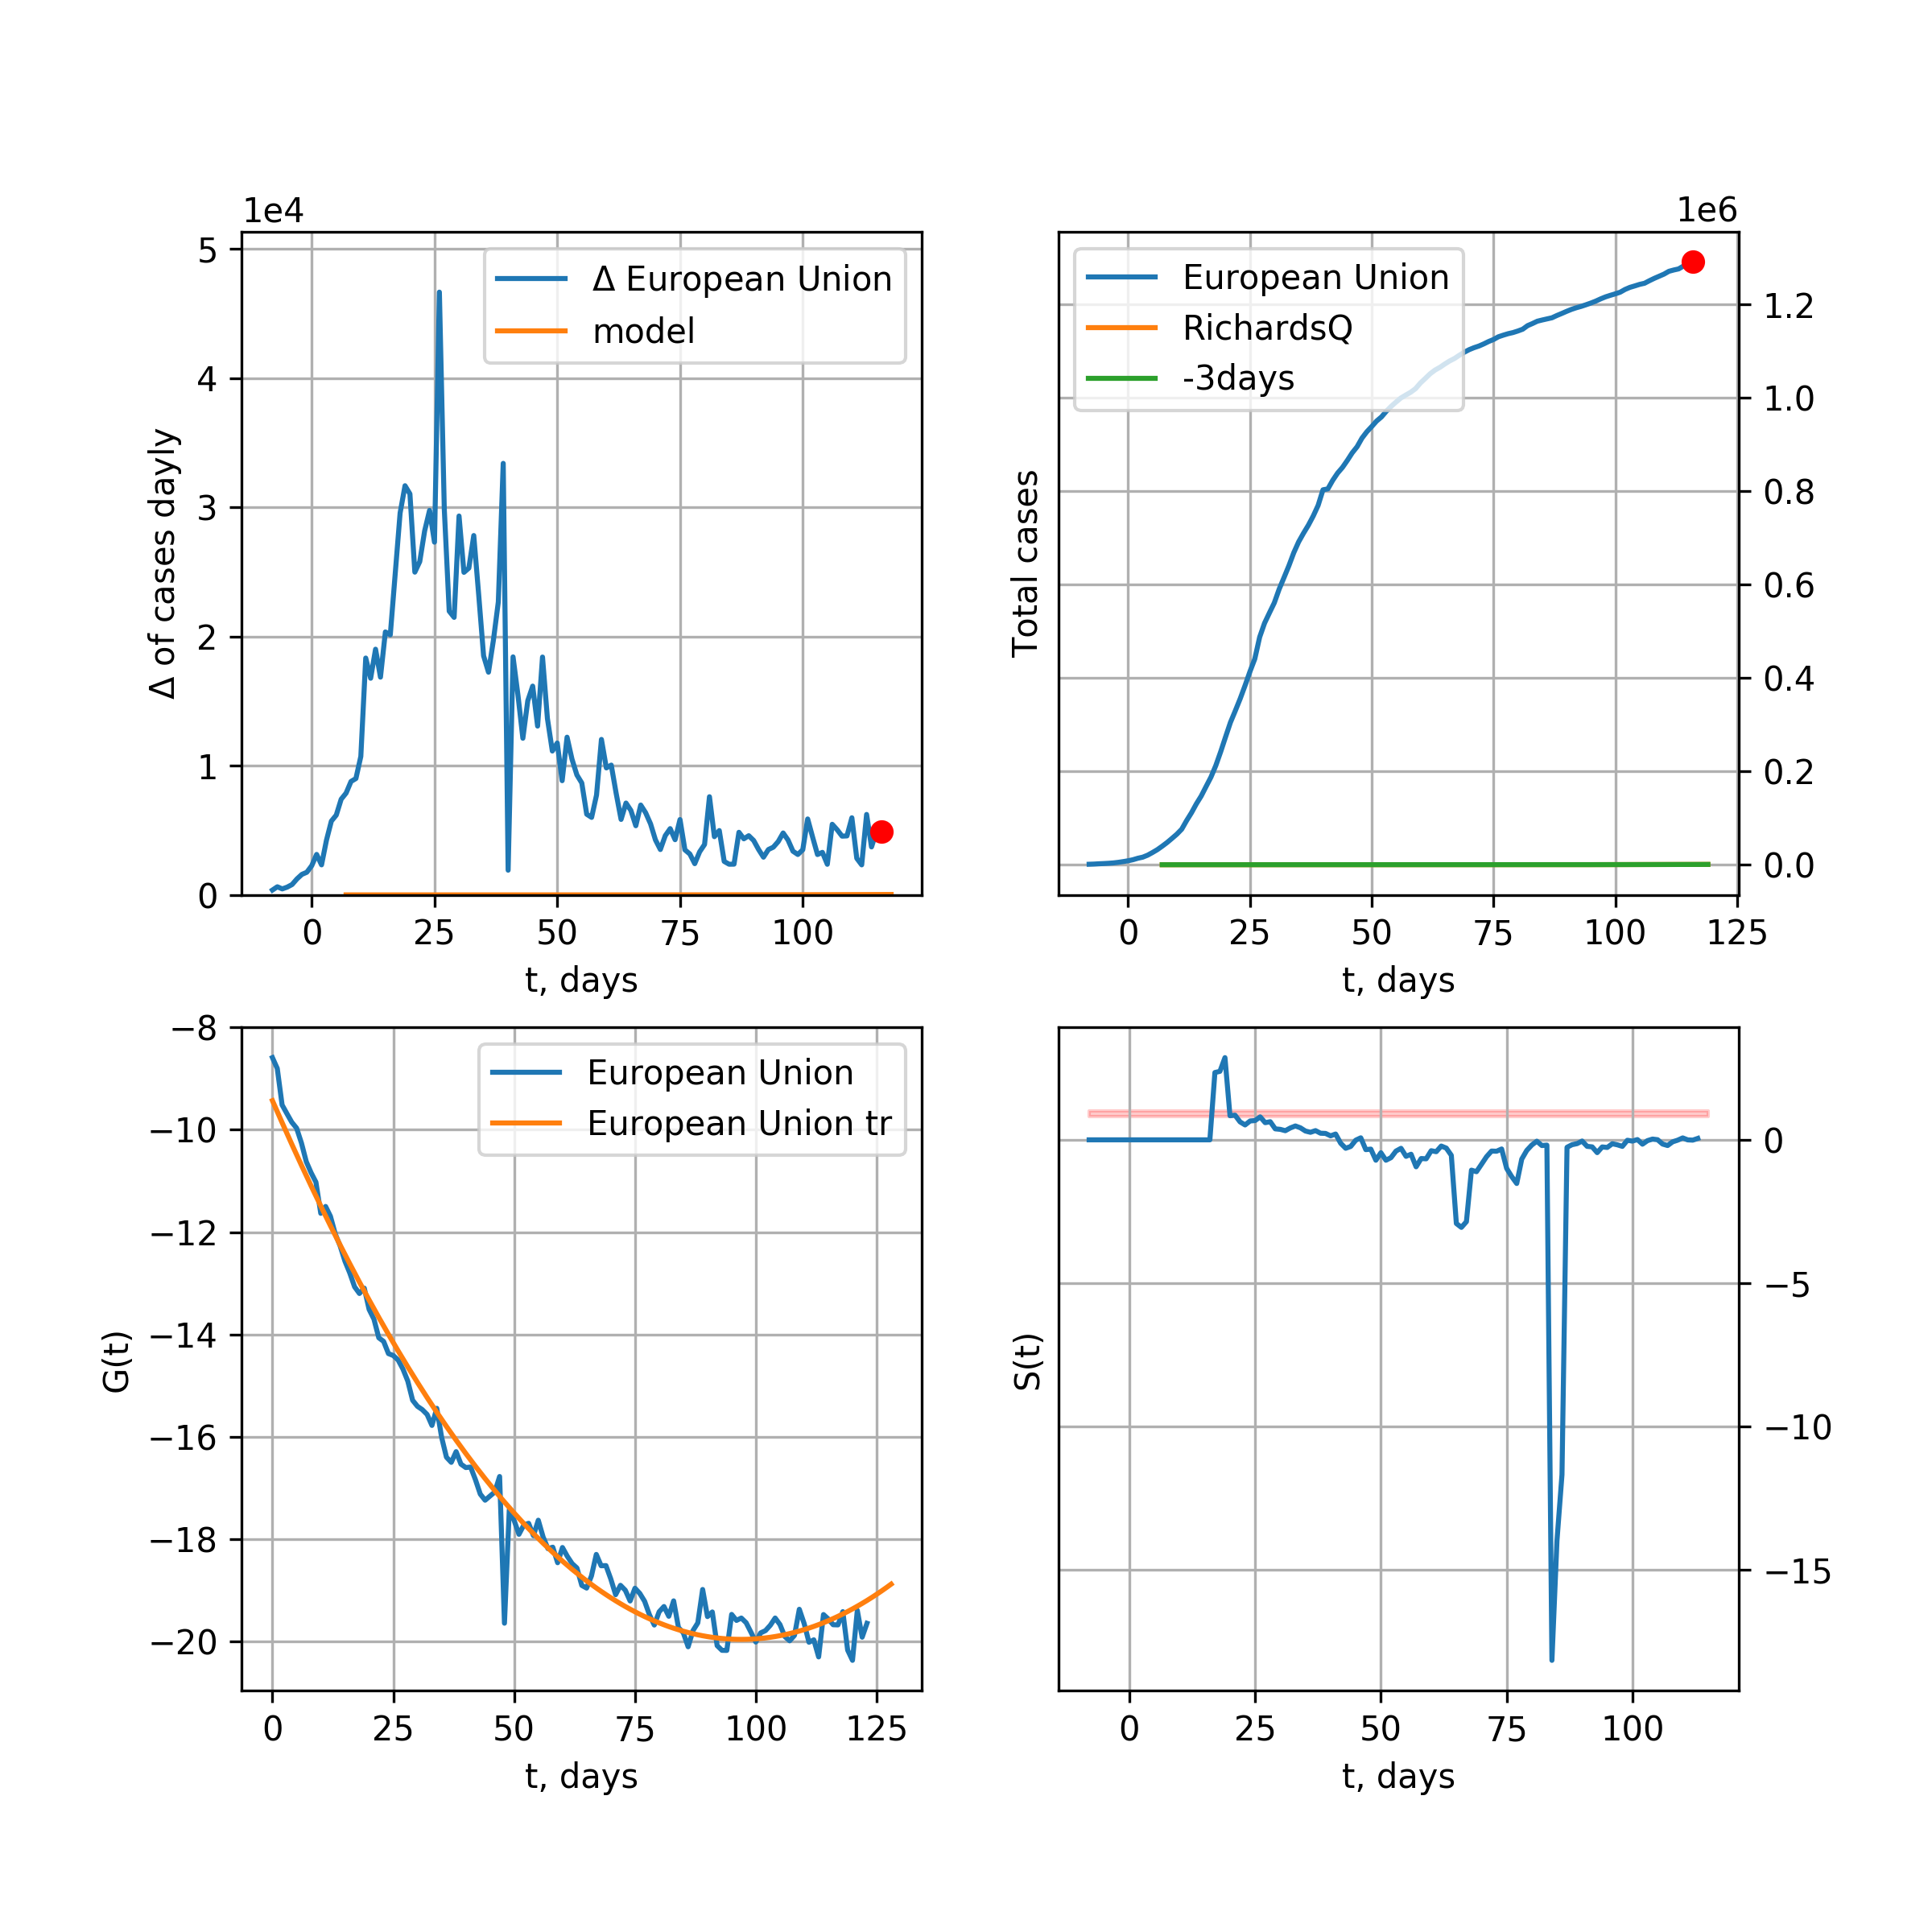 1e4
5
4
3
2
1
0
Δ of cases dayly
Δ European Union
model
0 25 50 75 100
t, days
1e6
Total cases
European Union
RichardsQ
-3days
1.2
1.0
0.8
0.6
0.4
0.2
0.0
0 25 50 75 100 125
t, days
−8
−10
−12
−14
−16
−18
−20
G(t)
European Union
European Union tr
0 25 50 75 100 125
t, days
S(t)
0
−5
−10
−15
0 25 50 75 100
t, days